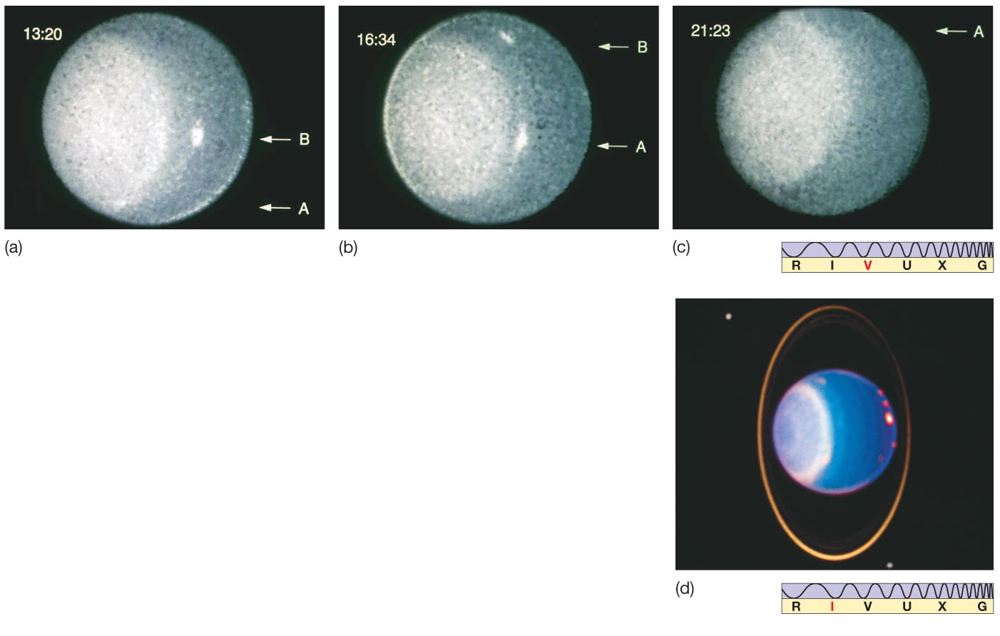 13:20
B
A
(a)
16:34
B
A
(b)
21:23
A
(c)
R I V U X G
(d)
R I V U X G